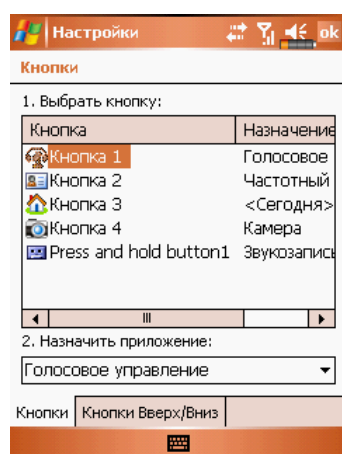 Настройки ok
Кнопки
1. Выбрать кнопку:
Кнопка Назначение
Кнопка 1 Голосовое
Кнопка 2 Частотный
Кнопка 3 <Сегодня>
Кнопка 4 Камера
Press and hold button1 Звукозапись
2. Назначить приложение:
Голосовое управление
Кнопки Кнопки Вверх/Вниз